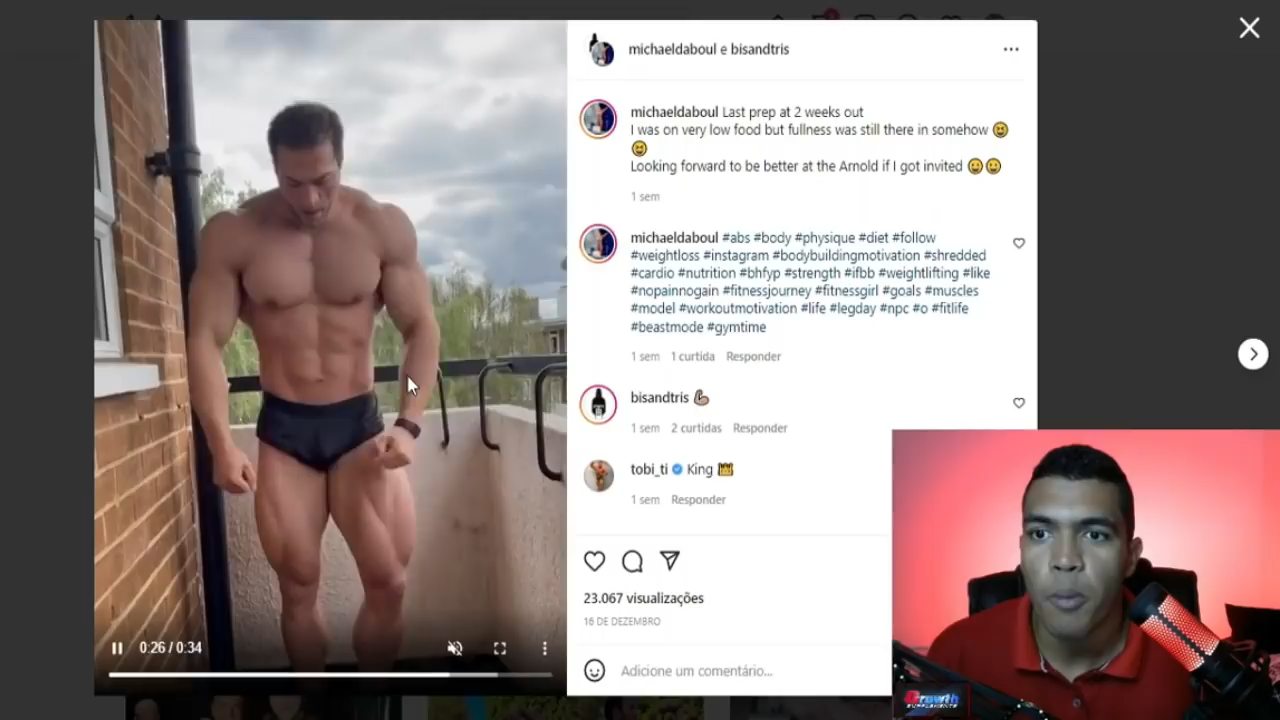 michaeldaboul e bisandtris
michaeldaboul Last prep at 2 weeks out
I was on very low food but fullness was still there in somehow
Looking forward to be better at the Arnold if I got invited
1 sem
michaeldaboul #abs #body #physique #diet #follow
#weightloss #instagram #bodybuildingmotivation #shredded
#cardio #nutrition #bhfyp #strength #ifbb #weightlifting #like
#nopainnogain #fitnessjourney #fitnessgirl #goals #muscles
#model #workoutmotivation #life #legday #npc #o #fitlife
#beastmode #gymtime
1 sem 1 curtida Responder
bisandtris
1 sem 2 curtidas Responder
tobi_ti King
1 sem Responder
23.067 visualizações
16 DE DEZEMBRO
Adicione um comentário...
0:26 / 0:34
Growth
SUPPLEMENTS